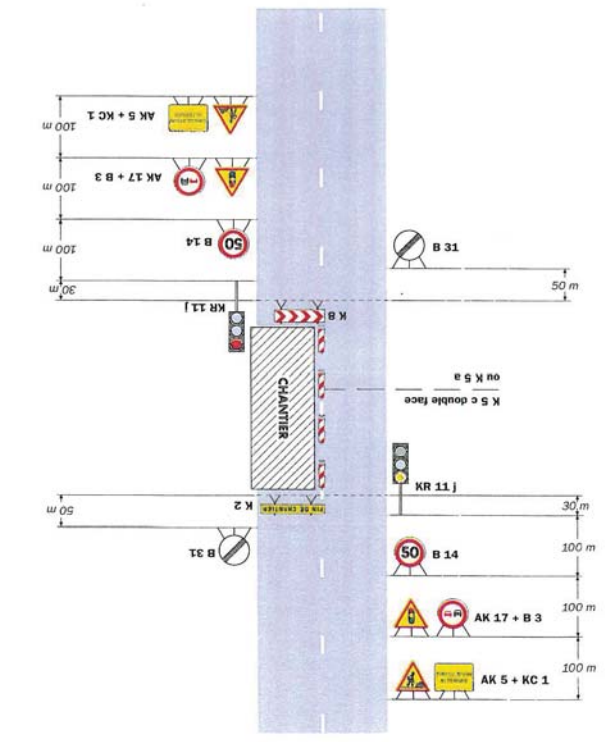 AK 5 + KC 1
100 m
AK 17 + B 3
100 m
50
B 14
100 m
30 m
KR 11 j
B 31
50 m
K 8
CHANTIER
K 5 c double face
ou K 5 a
KR 11 j
30 m
FIN DE CHANTIER
K 2
50 m
B 31
50
B 14
100 m
AK 17 + B 3
100 m
AK 5 + KC 1
100 m